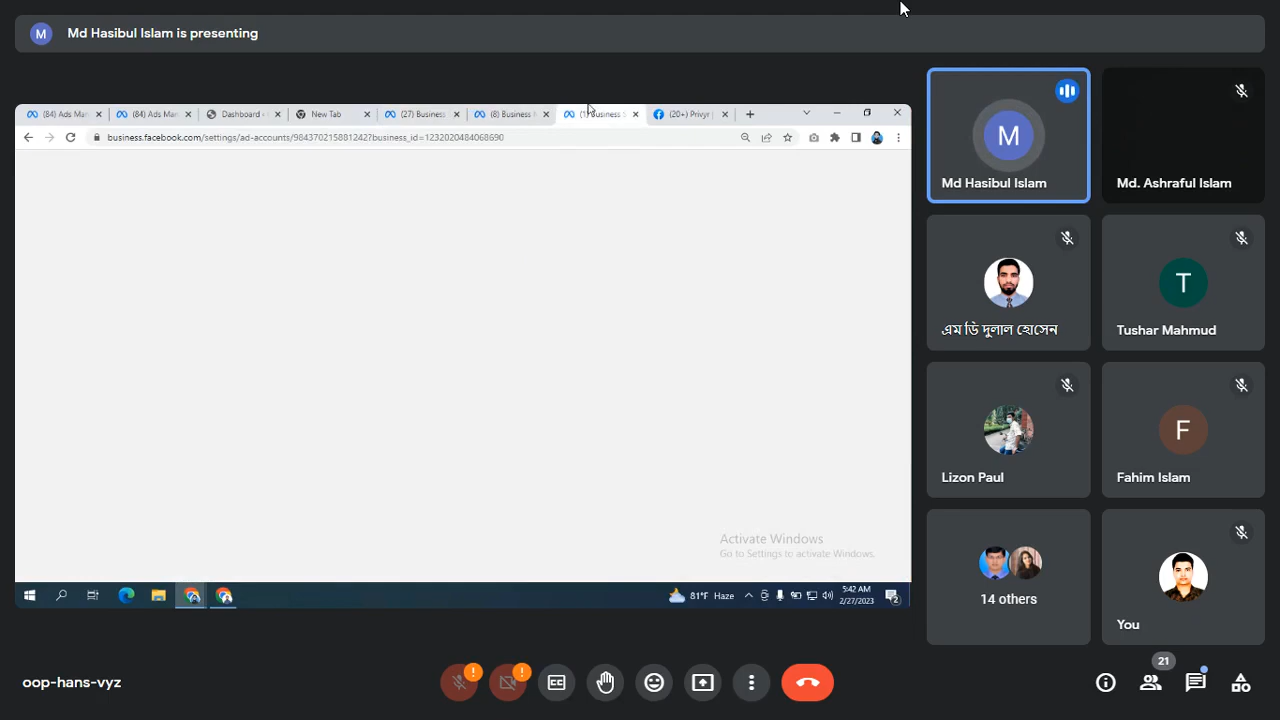 M Md Hasibul Islam is presenting
(84) Ads Man
(84) Ads Man
Dashboard -
New Tab
(27) Business
(8) Business
(1) Business S
(20+) Privyr
business.facebook.com/settings/ad-accounts/984370215881242?business_id=1232020484068690
Activate Windows
Go to Settings to activate Windows.
81°F Haze
5:42 AM
2/27/2023
2
M
Md Hasibul Islam
Md. Ashraful Islam
এম ডি দুলাল হোসেন
T
Tushar Mahmud
Lizon Paul
F
Fahim Islam
14 others
You
oop-hans-vyz
21